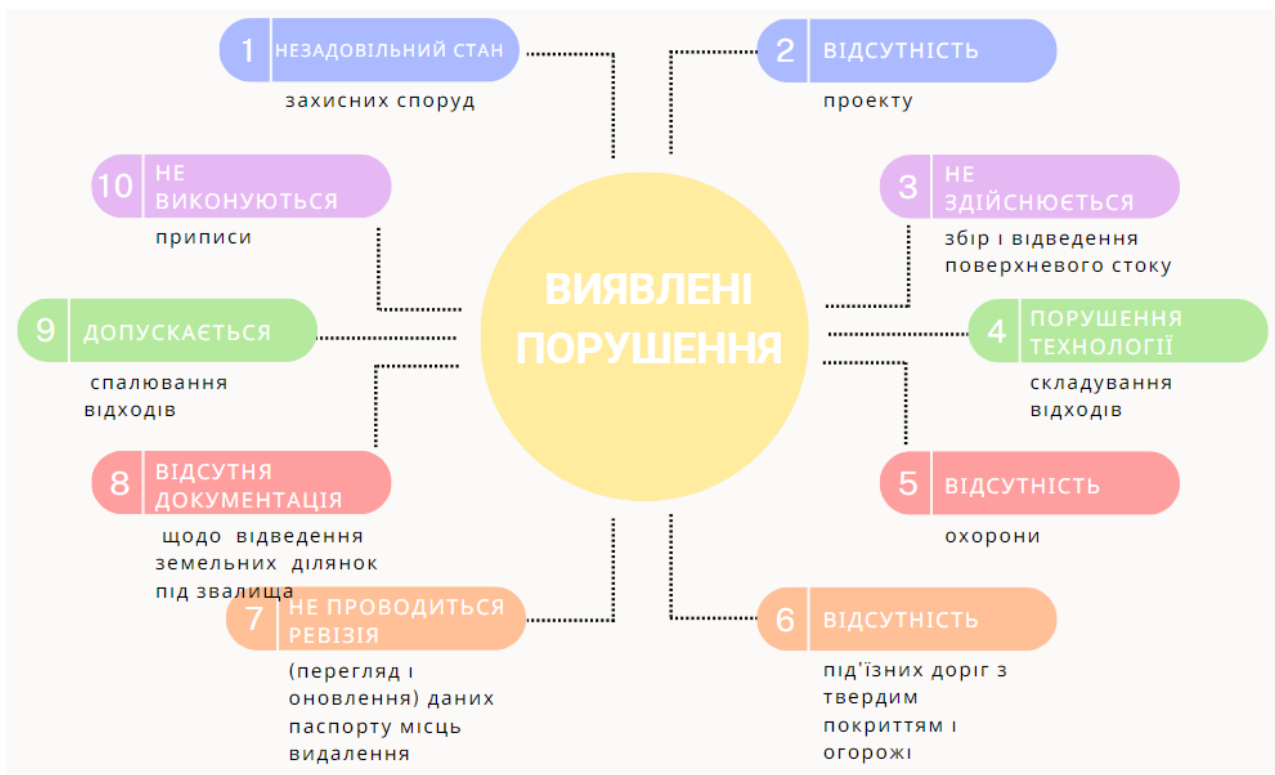 1 НЕЗАДОВІЛЬНИЙ СТАН
захисних споруд
2 ВІДСУТНІСТЬ
проекту
3 НЕ
ЗДІЙСНЮЄТЬСЯ
збір і відведення
поверхневого стоку
4 ПОРУШЕННЯ
ТЕХНОЛОГІЇ
складування
відходів
5 ВІДСУТНІСТЬ
охорони
6 ВІДСУТНІСТЬ
під'їзних доріг з
твердим
покриттям і
огорожі
7 НЕ ПРОВОДИТЬСЯ
РЕВІЗІЯ
(перегляд і
оновлення) даних
паспорту місць
видалення
8 ВІДСУТНЯ
ДОКУМЕНТАЦІЯ
щодо відведення
земельних ділянок
під звалища
9 ДОПУСКАЄТЬСЯ
спалювання
відходів
10 НЕ
ВИКОНУЮТЬСЯ
приписи
ВИЯВЛЕНІ
ПОРУШЕННЯ